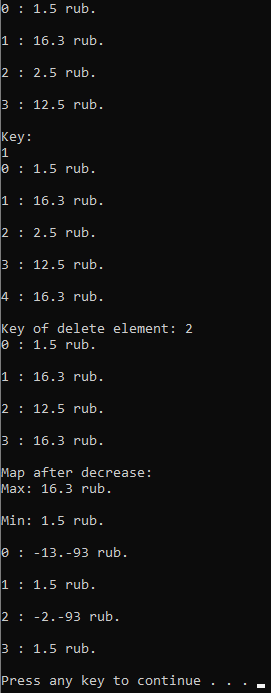 0 : 1.5 rub.
1 : 16.3 rub.
2 : 2.5 rub.
3 : 12.5 rub.
Key:
1
0 : 1.5 rub.
1 : 16.3 rub.
2 : 2.5 rub.
3 : 12.5 rub.
4 : 16.3 rub.
Key of delete element: 2
0 : 1.5 rub.
1 : 16.3 rub.
2 : 12.5 rub.
3 : 16.3 rub.
Map after decrease:
Max: 16.3 rub.
Min: 1.5 rub.
0 : -13.-93 rub.
1 : 1.5 rub.
2 : -2.-93 rub.
3 : 1.5 rub.
Press any key to continue . . .